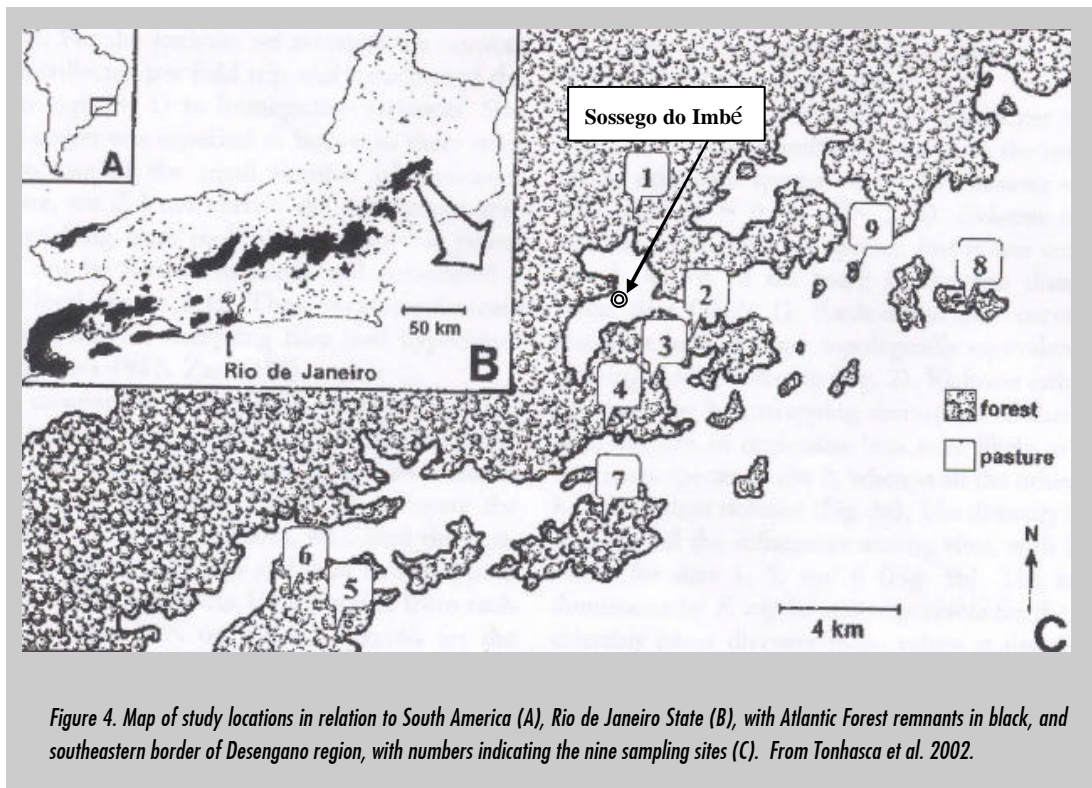 A
50 km
B
Rio de Janeiro
Sossego do Imbé
1
9
8
2
3
4
7
6
5
forest
pasture
N
4 km
C
Figure 4. Map of study locations in relation to South America (A), Rio de Janeiro State (B), with Atlantic Forest remnants in black, and
southeastern border of Desengano region, with numbers indicating the nine sampling sites (C). From Tonhasca et al. 2002.